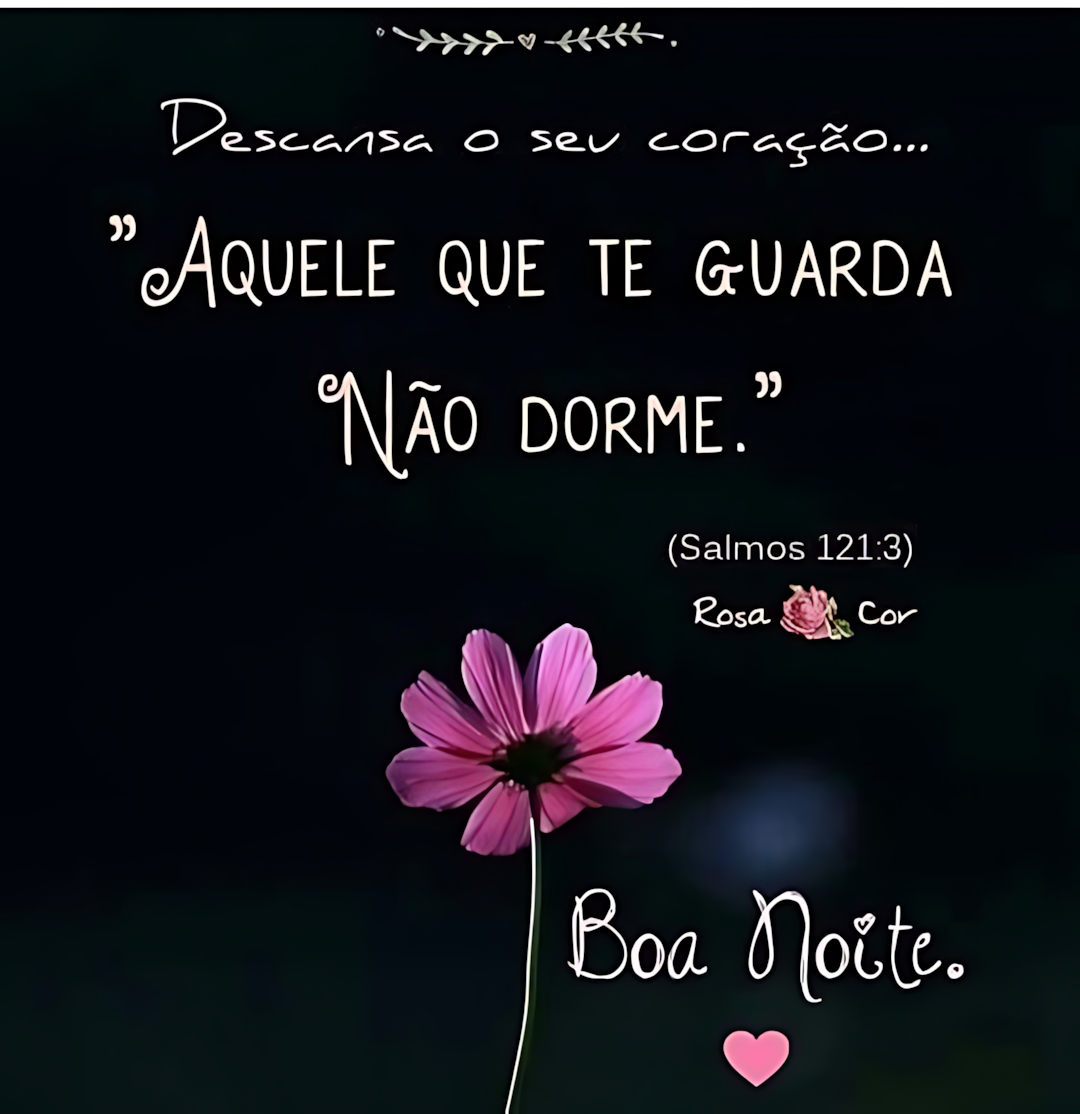 Descansa o seu coração...
”Aquele que te guarda
Não dorme.”
(Salmos 121:3)
Rosa Cor
Boa Noite.